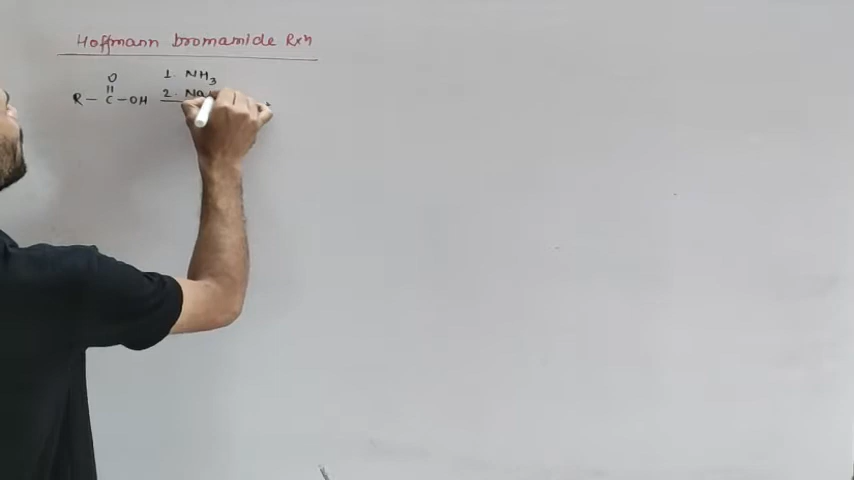 Hoffmann bromamide Rxn
1. NH3
O
||
2. Na
R — C — OH